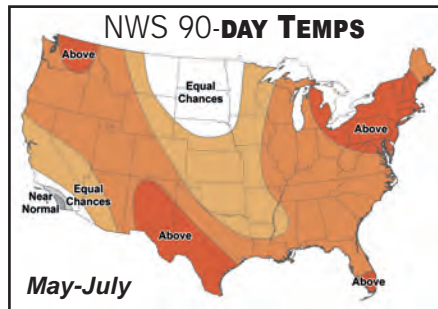 NWS 90-DAY TEMPS
Above
Equal
Chances
Above
Near
Normal
Equal
Chances
Above
Above
May-July